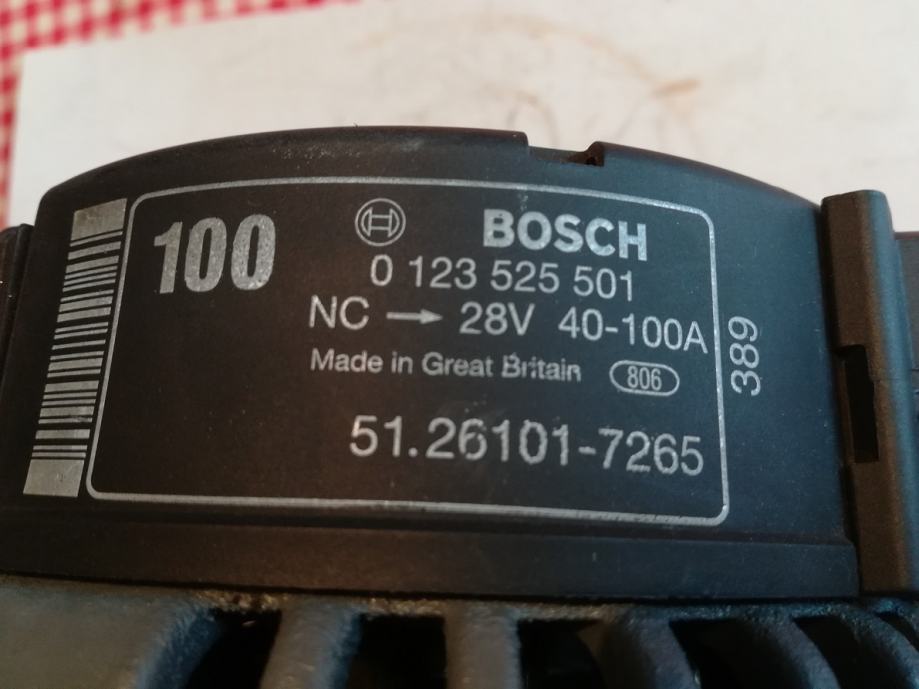 100
BOSCH
0 123 525 501
NC → 28V 40-100A
Made in Great Britain 806
51.26101-7265
389